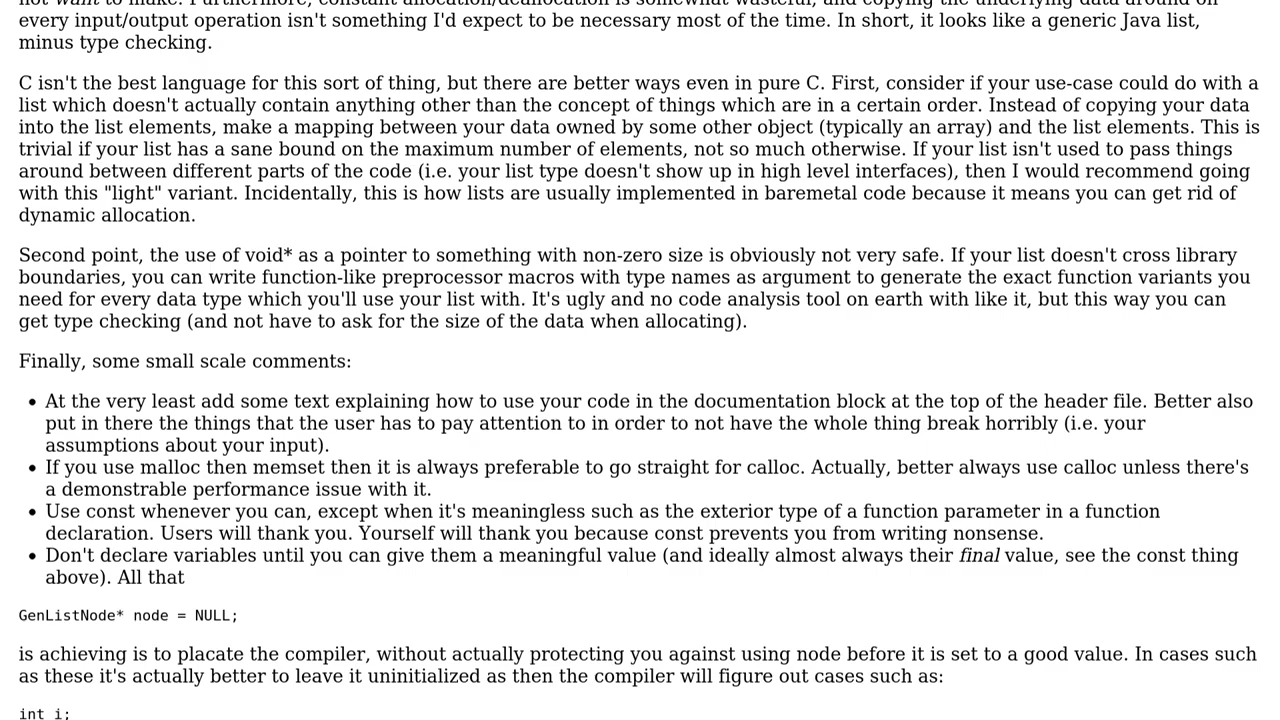 not want to make. Furthermore, constant allocation/deallocation is somewhat wasteful, and copying the underlying data around on
every input/output operation isn't something I'd expect to be necessary most of the time. In short, it looks like a generic Java list,
minus type checking.
C isn't the best language for this sort of thing, but there are better ways even in pure C. First, consider if your use-case could do with a
list which doesn't actually contain anything other than the concept of things which are in a certain order. Instead of copying your data
into the list elements, make a mapping between your data owned by some other object (typically an array) and the list elements. This is
trivial if your list has a sane bound on the maximum number of elements, not so much otherwise. If your list isn't used to pass things
around between different parts of the code (i.e. your list type doesn't show up in high level interfaces), then I would recommend going
with this "light" variant. Incidentally, this is how lists are usually implemented in baremetal code because it means you can get rid of
dynamic allocation.
Second point, the use of void* as a pointer to something with non-zero size is obviously not very safe. If your list doesn't cross library
boundaries, you can write function-like preprocessor macros with type names as argument to generate the exact function variants you
need for every data type which you'll use your list with. It's ugly and no code analysis tool on earth with like it, but this way you can
get type checking (and not have to ask for the size of the data when allocating).
Finally, some small scale comments:
• At the very least add some text explaining how to use your code in the documentation block at the top of the header file. Better also
put in there the things that the user has to pay attention to in order to not have the whole thing break horribly (i.e. your
assumptions about your input).
• If you use malloc then memset then it is always preferable to go straight for calloc. Actually, better always use calloc unless there's
a demonstrable performance issue with it.
• Use const whenever you can, except when it's meaningless such as the exterior type of a function parameter in a function
declaration. Users will thank you. Yourself will thank you because const prevents you from writing nonsense.
• Don't declare variables until you can give them a meaningful value (and ideally almost always their final value, see the const thing
above). All that
GenListNode* node = NULL;
is achieving is to placate the compiler, without actually protecting you against using node before it is set to a good value. In cases such
as these it's actually better to leave it uninitialized as then the compiler will figure out cases such as:
int i;